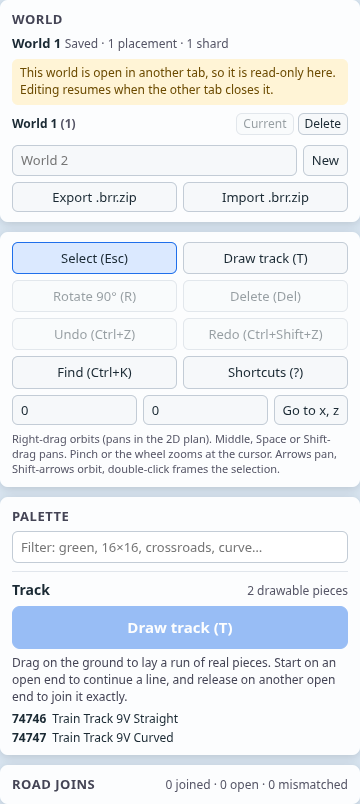 WORLD
World 1 Saved · 1 placement · 1 shard
This world is open in another tab, so it is read-only here.
Editing resumes when the other tab closes it.
World 1 (1)
Current
Delete
World 2
New
Export .brr.zip
Import .brr.zip
Select (Esc)
Draw track (T)
Rotate 90° (R)
Delete (Del)
Undo (Ctrl+Z)
Redo (Ctrl+Shift+Z)
Find (Ctrl+K)
Shortcuts (?)
0
0
Go to x, z
Right-drag orbits (pans in the 2D plan). Middle, Space or Shift-
drag pans. Pinch or the wheel zooms at the cursor. Arrows pan,
Shift-arrows orbit, double-click frames the selection.
PALETTE
Filter: green, 16×16, crossroads, curve...
Track
2 drawable pieces
Draw track (T)
Drag on the ground to lay a run of real pieces. Start on an
open end to continue a line, and release on another open
end to join it exactly.
74746 Train Track 9V Straight
74747 Train Track 9V Curved
ROAD JOINS
0 joined · 0 open · 0 mismatched